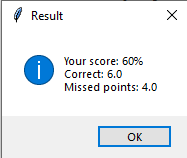 Result
Your score: 60%
Correct: 6.0
Missed points: 4.0
OK